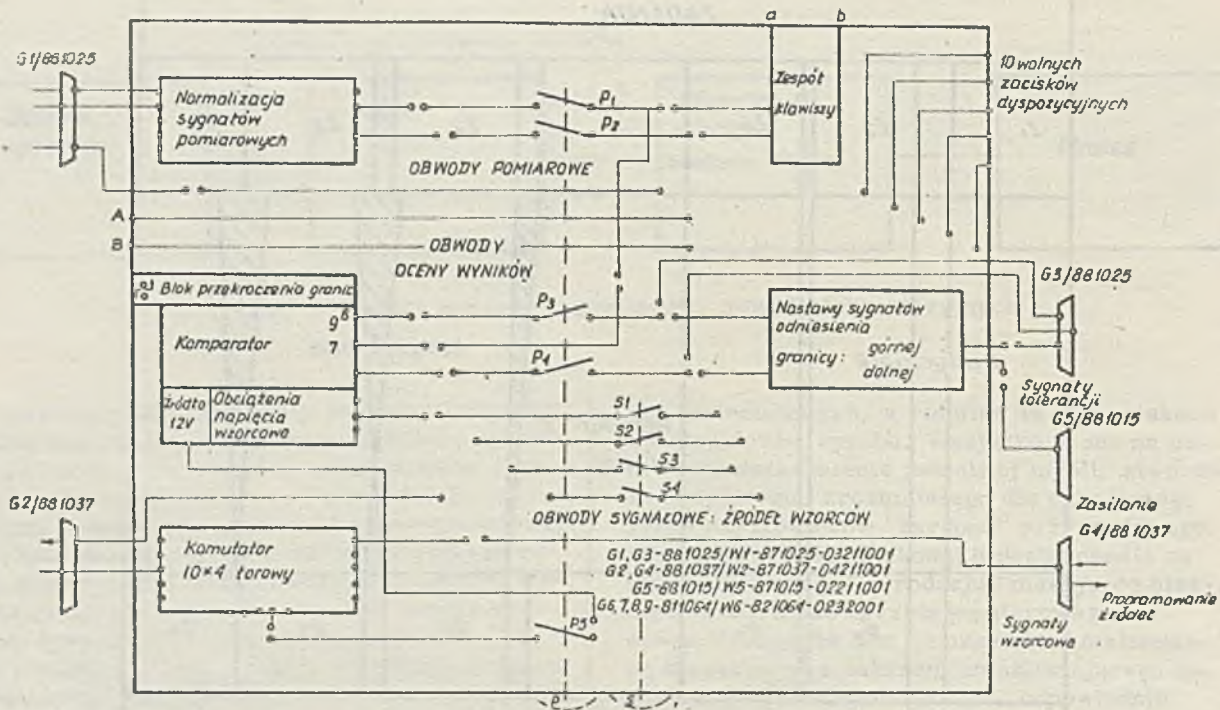 a b
G1/881025
Normalizacja
sygnałów
pomiarowych
P1
P2
Zespół
klawiszy
10 wolnych
zacisków
dyspozycyjnych
OBWODY POMIAROWE
A
B
OBWODY
OCENY WYNIKÓW
G3/881025
Blok przekroczenia granic
Komparator
9 6
7
P3
P4
Nastawy sygnałów
odniesienia
granicy: górnej
dolnej
Źródło
12V
Obciążenia
napięcia
wzorcowe
S1
S2
S3
S4
Sygnały
tolerancji
G5/881015
Zasilanie
OBWODY SYGNAŁOWE: ŹRÓDEŁ WZORCÓW
G2/881037
Komutator
10×4 torowy
G1,G3-881025/W1-871025-03211001
G2,G4-881037/W2-871037-04211001
G5-881015/W5-871015-02211001
G6,7,8,9-811064/W6-821064-0232001
G4/881037
Programowanie
źródeł
Sygnały
wzorcowe
P5
P S